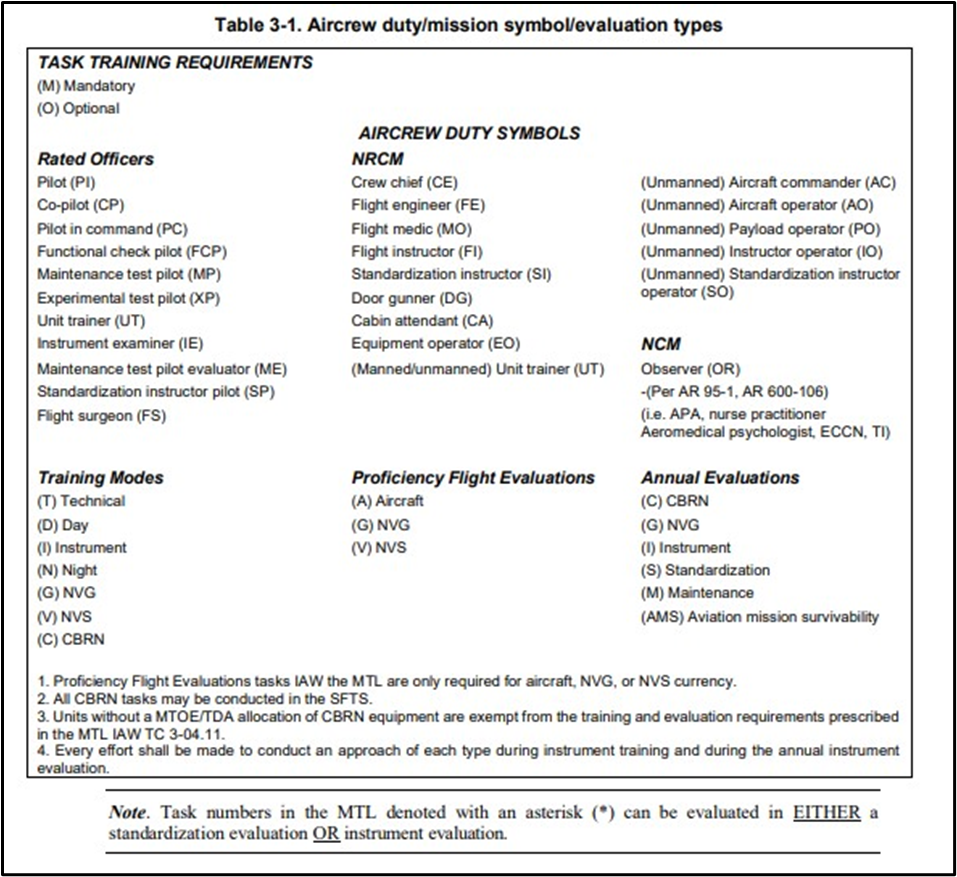 Table 3-1. Aircrew duty/mission symbol/evaluation types
TASK TRAINING REQUIREMENTS
(M) Mandatory
(O) Optional
AIRCREW DUTY SYMBOLS
Rated Officers
Pilot (PI)
Co-pilot (CP)
Pilot in command (PC)
Functional check pilot (FCP)
Maintenance test pilot (MP)
Experimental test pilot (XP)
Unit trainer (UT)
Instrument examiner (IE)
Maintenance test pilot evaluator (ME)
Standardization instructor pilot (SP)
Flight surgeon (FS)
NRCM
Crew chief (CE)
Flight engineer (FE)
Flight medic (MO)
Flight instructor (FI)
Standardization instructor (SI)
Door gunner (DG)
Cabin attendant (CA)
Equipment operator (EO)
(Manned/unmanned) Unit trainer (UT)
(Unmanned) Aircraft commander (AC)
(Unmanned) Aircraft operator (AO)
(Unmanned) Payload operator (PO)
(Unmanned) Instructor operator (IO)
(Unmanned) Standardization instructor
operator (SO)
NCM
Observer (OR)
-(Per AR 95-1, AR 600-106)
(i.e. APA, nurse practitioner
Aeromedical psychologist, ECCN, TI)
Training Modes
(T) Technical
(D) Day
(I) Instrument
(N) Night
(G) NVG
(V) NVS
(C) CBRN
Proficiency Flight Evaluations
(A) Aircraft
(G) NVG
(V) NVS
Annual Evaluations
(C) CBRN
(G) NVG
(I) Instrument
(S) Standardization
(M) Maintenance
(AMS) Aviation mission survivability
1. Proficiency Flight Evaluations tasks IAW the MTL are only required for aircraft, NVG, or NVS currency.
2. All CBRN tasks may be conducted in the SFTS.
3. Units without a MTOE/TDA allocation of CBRN equipment are exempt from the training and evaluation requirements prescribed
in the MTL IAW TC 3-04.11.
4. Every effort shall be made to conduct an approach of each type during instrument training and during the annual instrument
evaluation.
Note. Task numbers in the MTL denoted with an asterisk (*) can be evaluated in EITHER a
standardization evaluation OR instrument evaluation.